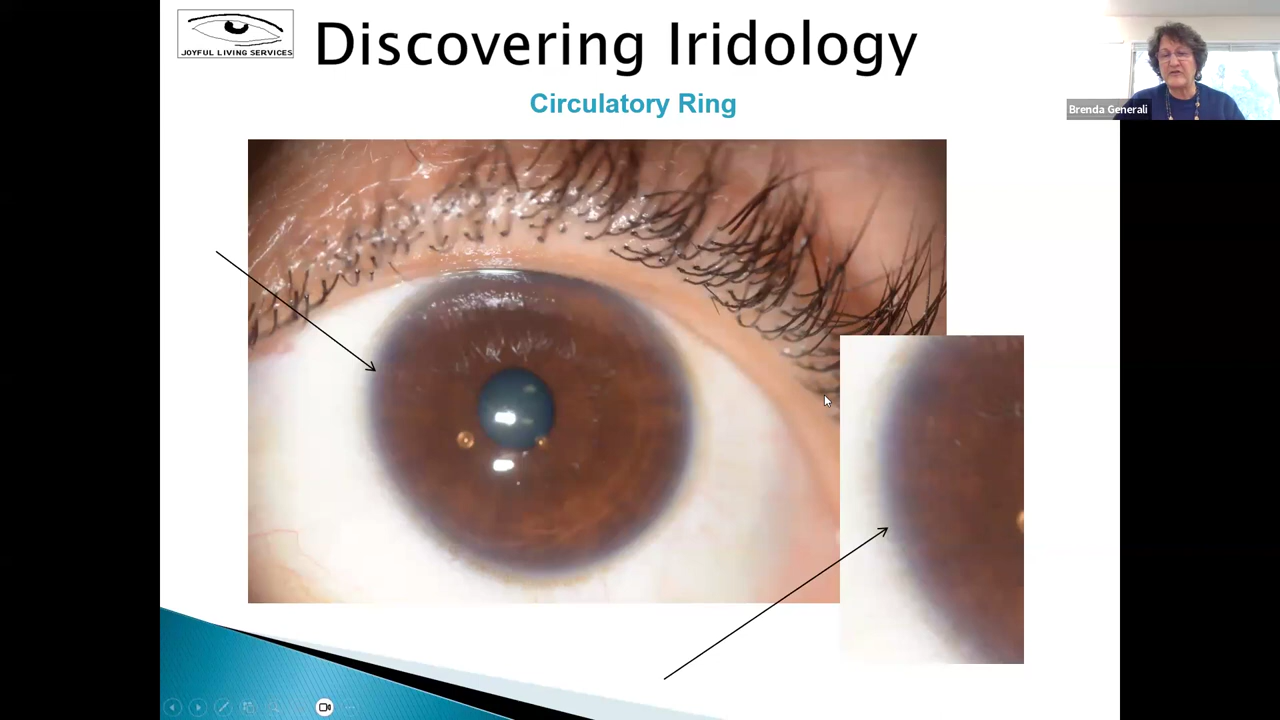 JOYFUL LIVING SERVICES
Discovering Iridology
Circulatory Ring
Brenda Generali